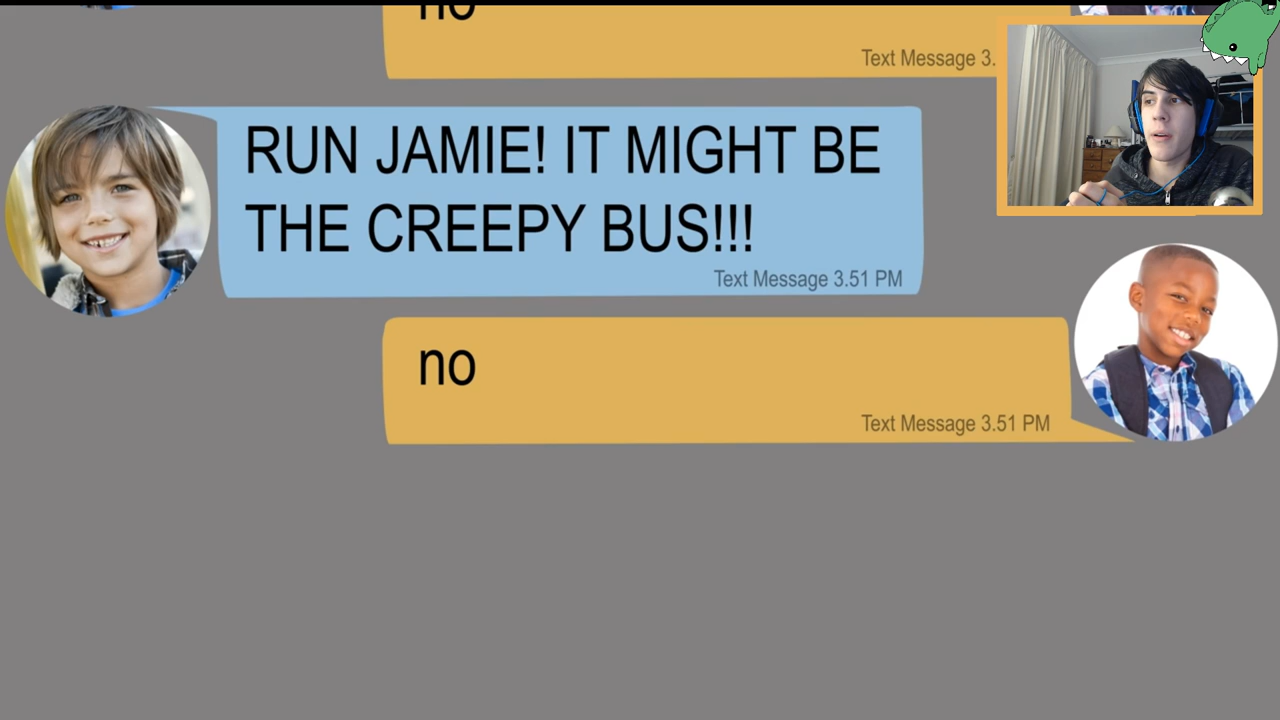 no
Text Message 3.
RUN JAMIE! IT MIGHT BE
THE CREEPY BUS!!!
Text Message 3.51 PM
no
Text Message 3.51 PM